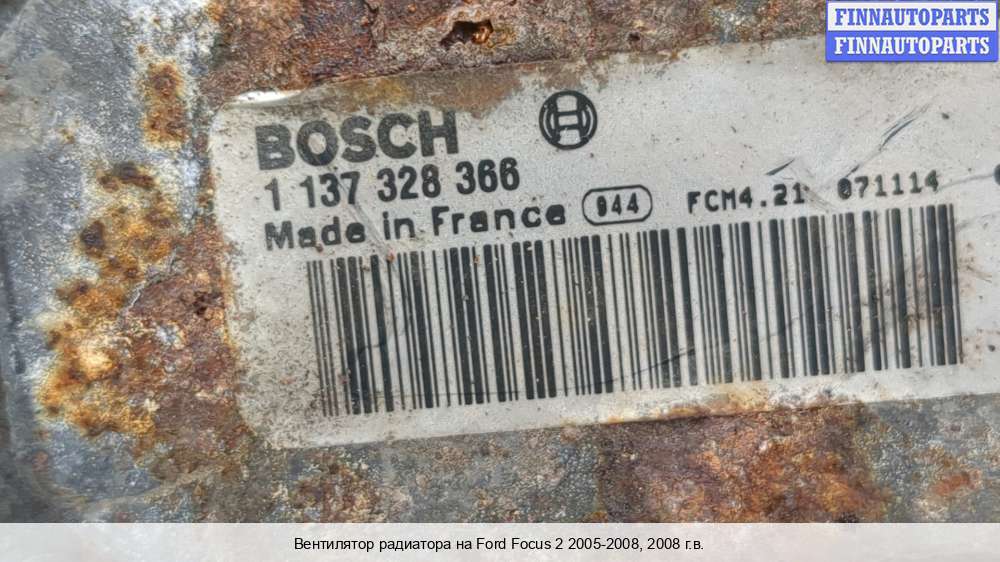 FINNAUTOPARTS
FINNAUTOPARTS
BOSCH
1 137 328 366
Made in France 944 FCM4.21 071114
Вентилятор радиатора на Ford Focus 2 2005-2008, 2008 г.в.